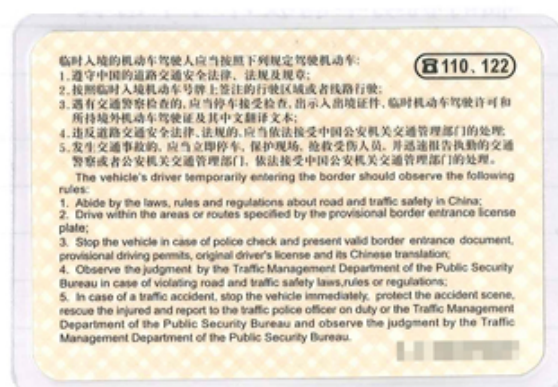 临时入境的机动车驾驶人应当按照下列规定驾驶机动车:
☎110、122
1.遵守中国的道路交通安全法律、法规及规章;
2.按照临时入境机动车号牌上签注的行驶区域或者线路行驶;
3.遇有交通警察检查的,应当停车接受检查,出示入出境证件、临时机动车驾驶许可和
所持境外机动车驾驶证及其中文翻译文本;
4.违反道路交通安全法律、法规的,应当依法接受中国公安机关交通管理部门的处理;
5.发生交通事故的,应当立即停车,保护现场,抢救受伤人员,并迅速报告执勤的交通
警察或者公安机关交通管理部门,依法接受中国公安机关交通管理部门的处理。
The vehicle's driver temporarily entering the border should observe the following
rules:
1. Abide by the laws, rules and regulations about road and traffic safety in China;
2. Drive within the areas or routes specified by the provisional border entrance license
plate;
3. Stop the vehicle in case of police check and present valid border entrance document,
provisional driving permits, original driver's license and its Chinese translation;
4. Observe the judgment by the Traffic Management Department of the Public Security
Bureau in case of violating road and traffic safety laws,rules or regulations;
5. In case of a traffic accident, stop the vehicle immediately, protect the accident scene,
rescue the injured and report to the traffic police officer on duty or the Traffic Management
Department of the Public Security Bureau and observe the judgment by the Traffic
Management Department of the Public Security Bureau.